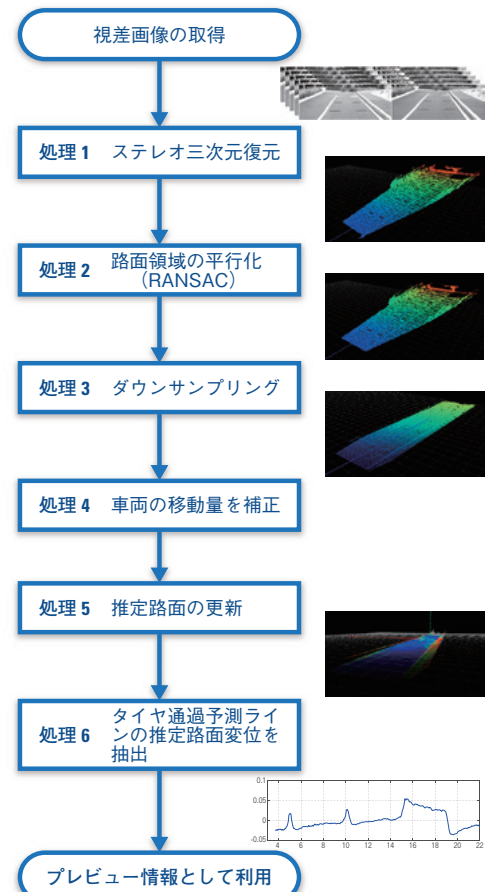 視差画像の取得
処理 1 ステレオ三次元復元
処理 2 路面領域の平行化
（RANSAC）
処理 3 ダウンサンプリング
処理 4 車両の移動量を補正
処理 5 推定路面の更新
処理 6 タイヤ通過予測ライ
ンの推定路面変位を
抽出
0.1
0.05
0
-0.05
4 6 8 10 12 14 16 18 20 22
プレビュー情報として利用